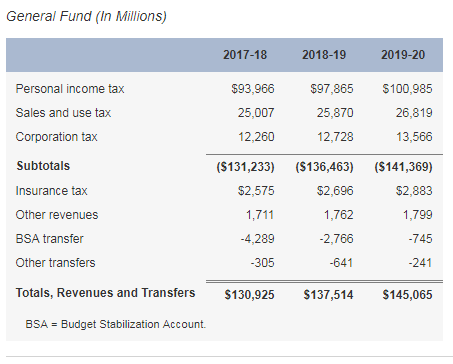 General Fund (In Millions)
2017-18 2018-19 2019-20
Personal income tax $93,966 $97,865 $100,985
Sales and use tax 25,007 25,870 26,819
Corporation tax 12,260 12,728 13,566
Subtotals ($131,233) ($136,463) ($141,369)
Insurance tax $2,575 $2,696 $2,883
Other revenues 1,711 1,762 1,799
BSA transfer -4,289 -2,766 -745
Other transfers -305 -641 -241
Totals, Revenues and Transfers $130,925 $137,514 $145,065
BSA = Budget Stabilization Account.